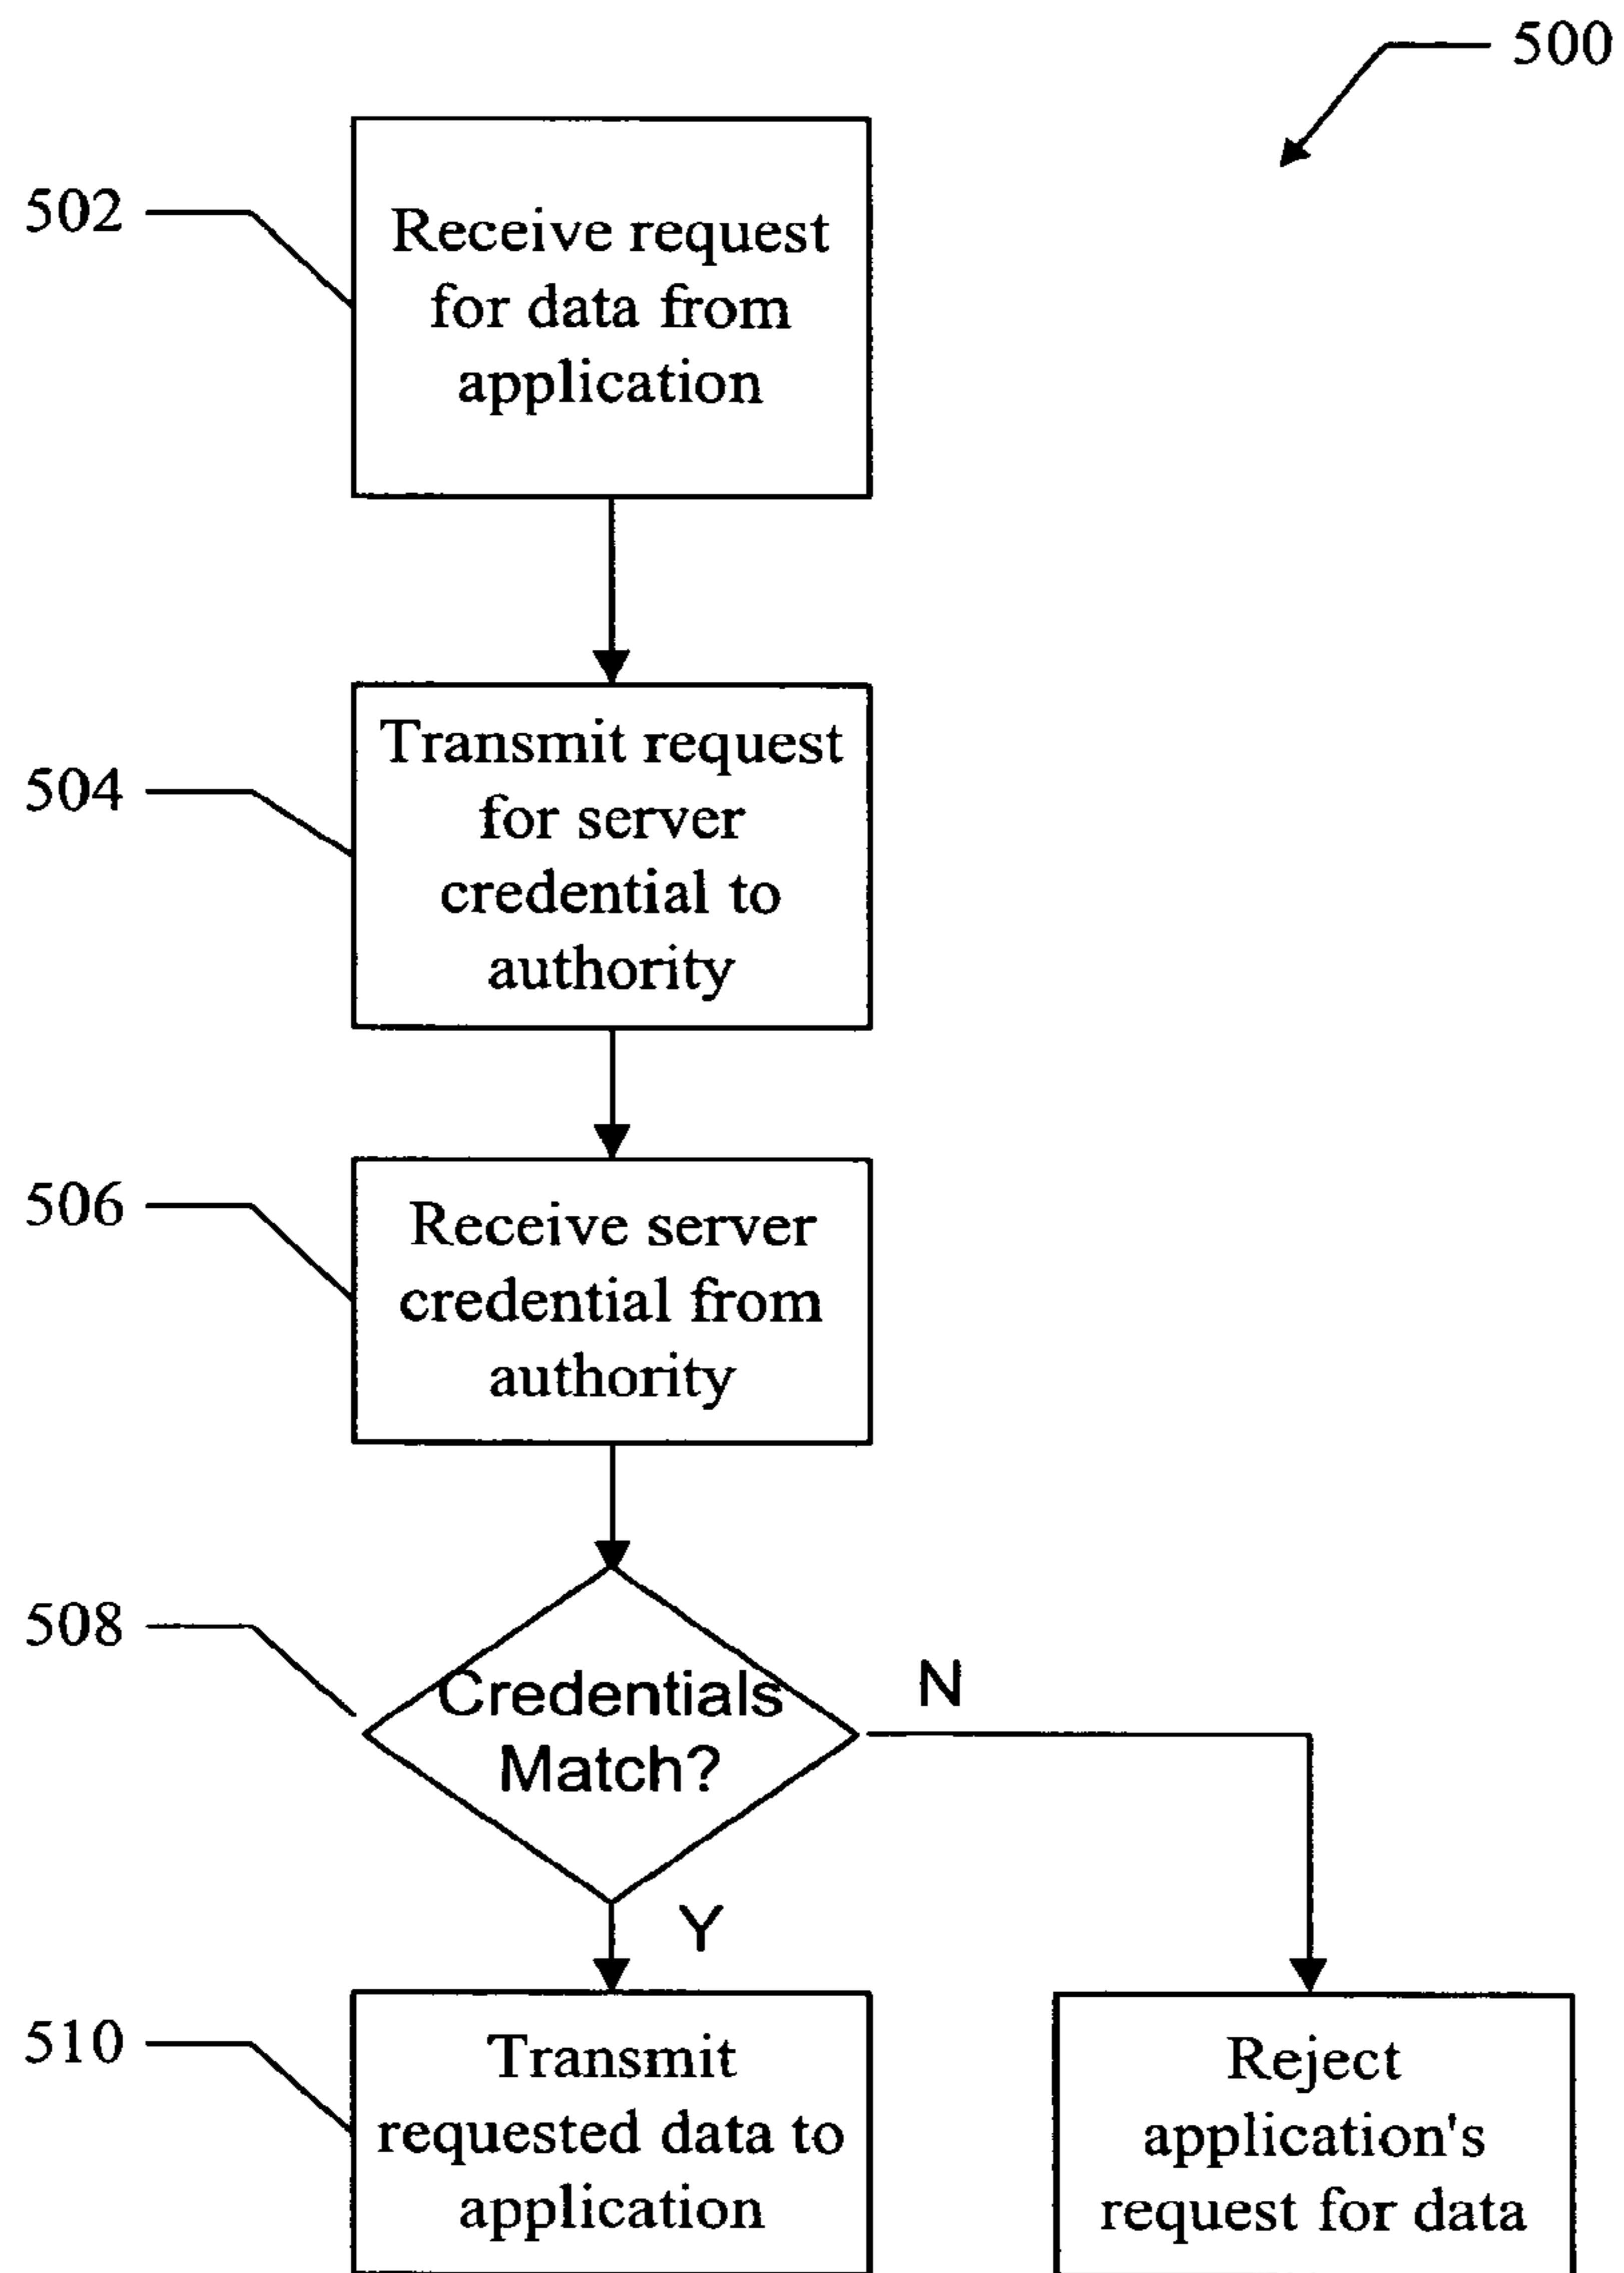 500
502
Receive request
for data from
application
504
Transmit request
for server
credential to
authority
506
Receive server
credential from
authority
508
Credentials
Match?
N
Y
510
Transmit
requested data to
application
Reject
application's
request for data